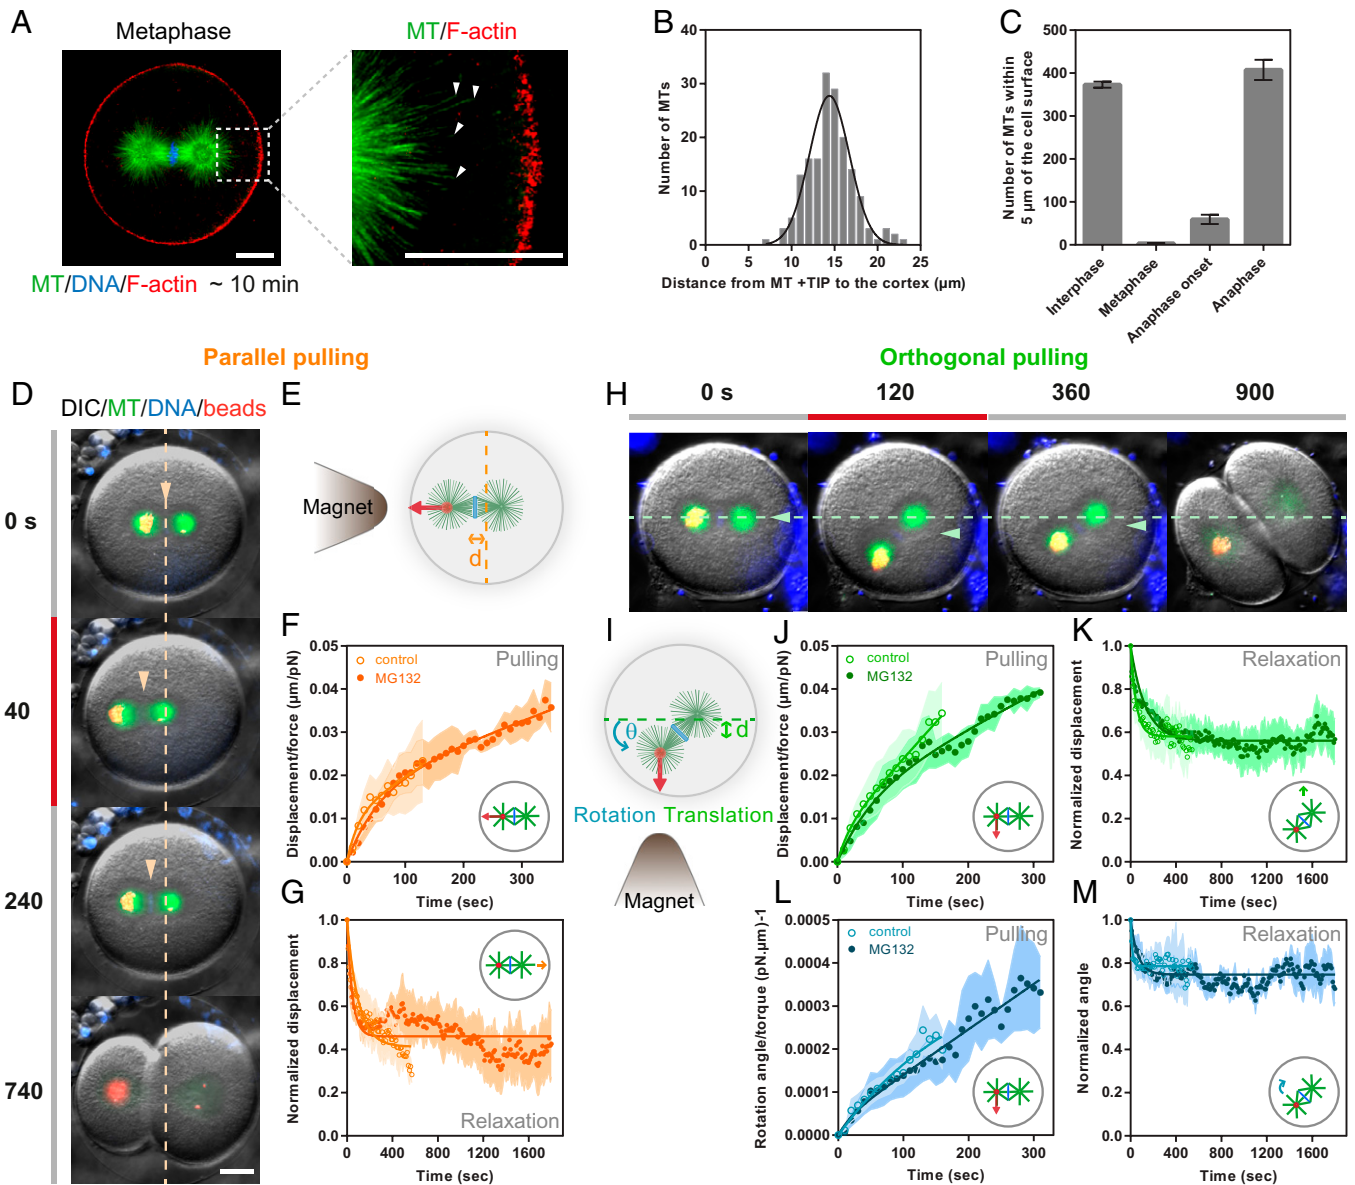 A
Metaphase
MT/F-actin
MT/DNA/F-actin ~ 10 min
B
Number of MTs
40
30
20
10
0
0 5 10 15 20 25
Distance from MT +TIP to the cortex (µm)
C
Number of MTs within
5 µm of the cell surface
500
400
300
200
100
0
Interphase
Metaphase
Anaphase onset
Anaphase
Parallel pulling
Orthogonal pulling
D
DIC/MT/DNA/beads
0 s
40
240
740
E
Magnet
d
H
0 s 120 360 900
F
Displacement/force (µm/pN)
0.05
0.04
0.03
0.02
0.01
0.00
control
MG132
Pulling
0 100 200 300
Time (sec)
G
Normalized displacement
1.0
0.8
0.6
0.4
0.2
0.0
Relaxation
0 400 800 1200 1600
Time (sec)
I
θ
d
Rotation Translation
Magnet
J
Displacement/force (µm/pN)
0.05
0.04
0.03
0.02
0.01
0.00
control
MG132
Pulling
0 100 200 300
Time (sec)
K
Normalized displacement
1.0
0.8
0.6
0.4
0.2
0.0
Relaxation
0 400 800 1200 1600
Time (sec)
L
Rotation angle/torque (pN.µm)-1
0.0005
0.0004
0.0003
0.0002
0.0001
0.0000
control
MG132
Pulling
0 100 200 300
Time (sec)
M
Normalized angle
1.0
0.8
0.6
0.4
0.2
0.0
Relaxation
0 400 800 1200 1600
Time (sec)